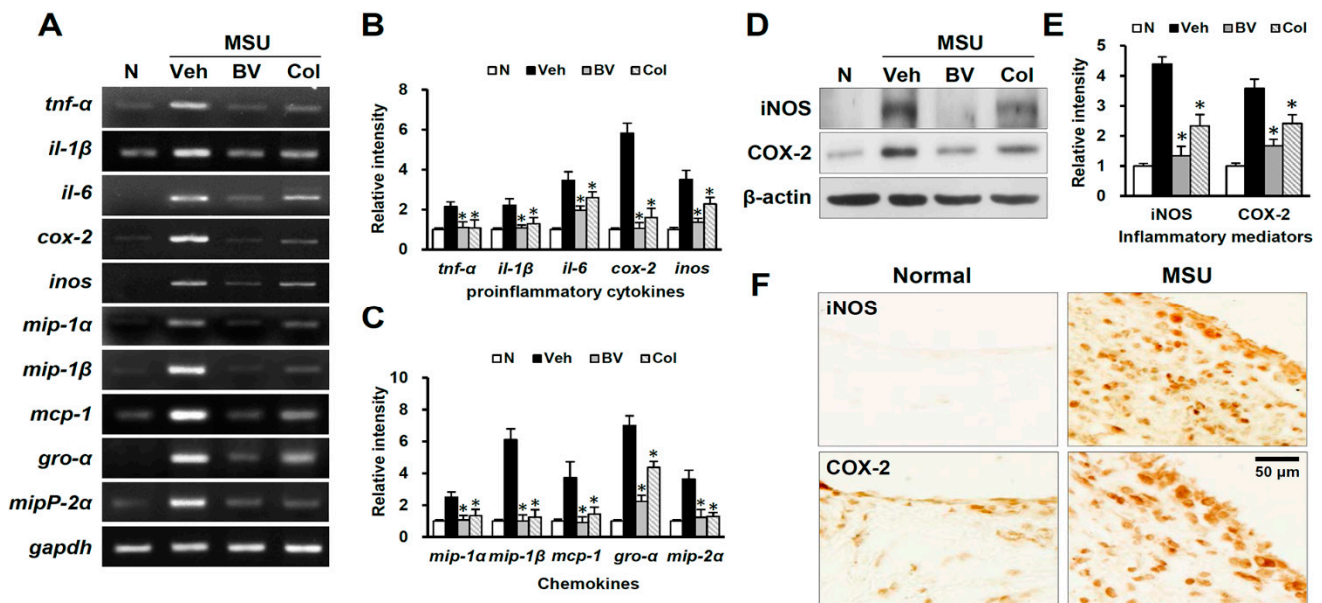 A
MSU
N Veh BV Col
tnf-α
il-1β
il-6
cox-2
inos
mip-1α
mip-1β
mcp-1
gro-α
mipP-2α
gapdh
B
N Veh BV Col
Relative intensity
8
6
4
2
0
* * * * * * * * * *
tnf-α il-1β il-6 cox-2 inos
proinflammatory cytokines
C
N Veh BV Col
Relative intensity
10
8
6
4
2
0
* * * * * * * * * *
mip-1α mip-1β mcp-1 gro-α mip-2α
Chemokines
D
MSU
N Veh BV Col
iNOS
COX-2
β-actin
E
N Veh BV Col
Relative intensity
5
4
3
2
1
0
* * * *
iNOS COX-2
Inflammatory mediators
F
Normal MSU
iNOS
COX-2
50 µm